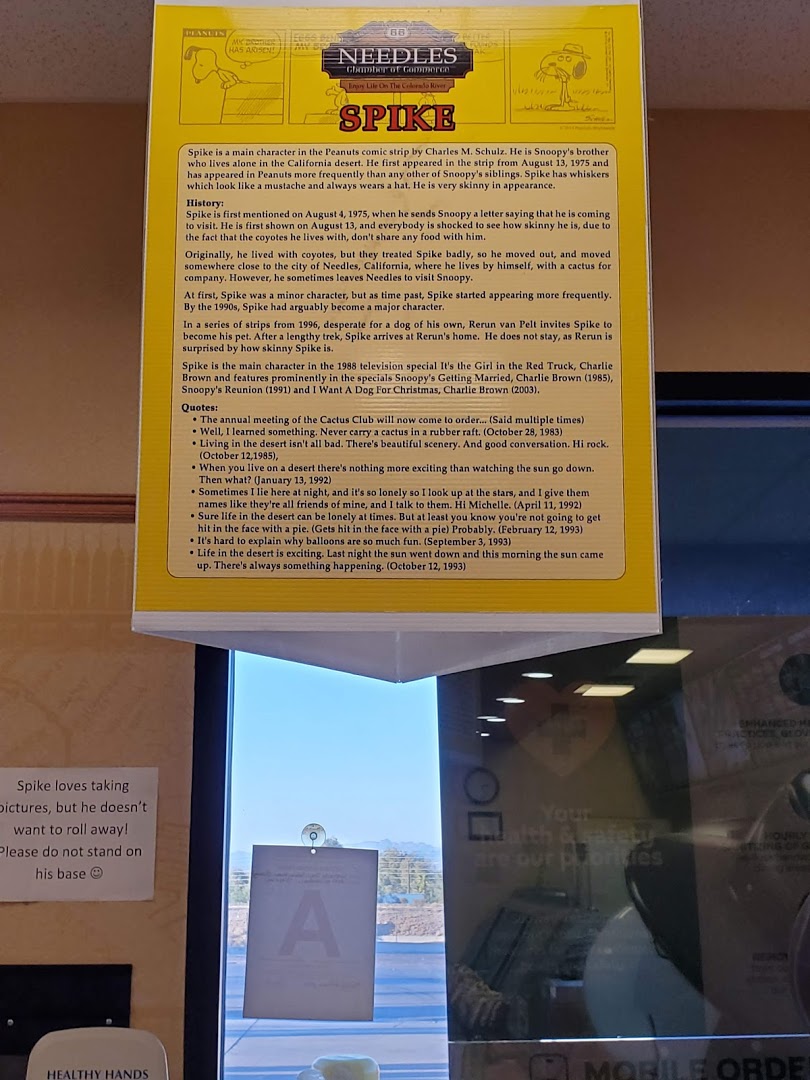 PEANUTS
MY BROTHER
HAS ARISEN!
66
NEEDLES
Chamber of Commerce
Enjoy Life On The Colorado River
SPIKE
Spike is a main character in the Peanuts comic strip by Charles M. Schulz. He is Snoopy's brother
who lives alone in the California desert. He first appeared in the strip from August 13, 1975 and
has appeared in Peanuts more frequently than any other of Snoopy's siblings. Spike has whiskers
which look like a mustache and always wears a hat. He is very skinny in appearance.
History:
Spike is first mentioned on August 4, 1975, when he sends Snoopy a letter saying that he is coming
to visit. He is first shown on August 13, and everybody is shocked to see how skinny he is, due to
the fact that the coyotes he lives with, don't share any food with him.
Originally, he lived with coyotes, but they treated Spike badly, so he moved out, and moved
somewhere close to the city of Needles, California, where he lives by himself, with a cactus for
company. However, he sometimes leaves Needles to visit Snoopy.
At first, Spike was a minor character, but as time past, Spike started appearing more frequently.
By the 1990s, Spike had arguably become a major character.
In a series of strips from 1996, desperate for a dog of his own, Rerun van Pelt invites Spike to
become his pet. After a lengthy trek, Spike arrives at Rerun's home. He does not stay, as Rerun is
surprised by how skinny Spike is.
Spike is the main character in the 1988 television special It's the Girl in the Red Truck, Charlie
Brown and features prominently in the specials Snoopy's Getting Married, Charlie Brown (1985),
Snoopy's Reunion (1991) and I Want A Dog For Christmas, Charlie Brown (2003).
Quotes:
• The annual meeting of the Cactus Club will now come to order... (Said multiple times)
• Well, I learned something. Never carry a cactus in a rubber raft. (October 28, 1983)
• Living in the desert isn't all bad. There's beautiful scenery. And good conversation. Hi rock.
(October 12,1985),
• When you live on a desert there's nothing more exciting than watching the sun go down.
Then what? (January 13, 1992)
• Sometimes I lie here at night, and it's so lonely so I look up at the stars, and I give them
names like they're all friends of mine, and I talk to them. Hi Michelle. (April 11, 1992)
• Sure life in the desert can be lonely at times. But at least you know you're not going to get
hit in the face with a pie. (Gets hit in the face with a pie) Probably. (February 12, 1993)
• It's hard to explain why balloons are so much fun. (September 3, 1993)
• Life in the desert is exciting. Last night the sun went down and this morning the sun came
up. There's always something happening. (October 12, 1993)
Spike loves taking
pictures, but he doesn't
want to roll away!
Please do not stand on
his base ☺
A
Your
health & safety
are our priorities
HEALTHY HANDS
MOBILE ORDE